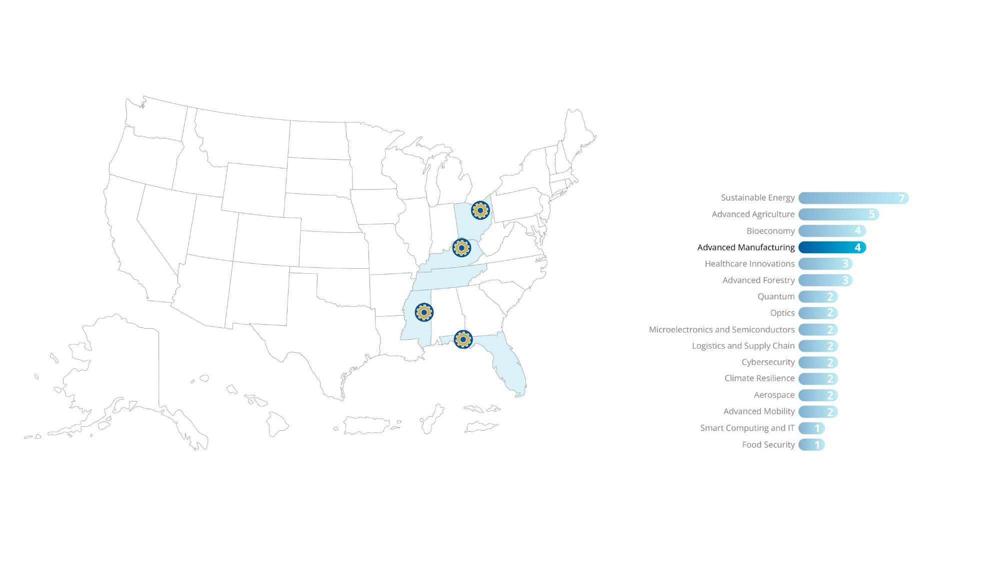 Sustainable Energy 7
Advanced Agriculture 5
Bioeconomy 4
Advanced Manufacturing 4
Healthcare Innovations 3
Advanced Forestry 3
Quantum 2
Optics 2
Microelectronics and Semiconductors 2
Logistics and Supply Chain 2
Cybersecurity 2
Climate Resilience 2
Aerospace 2
Advanced Mobility 2
Smart Computing and IT 1
Food Security 1